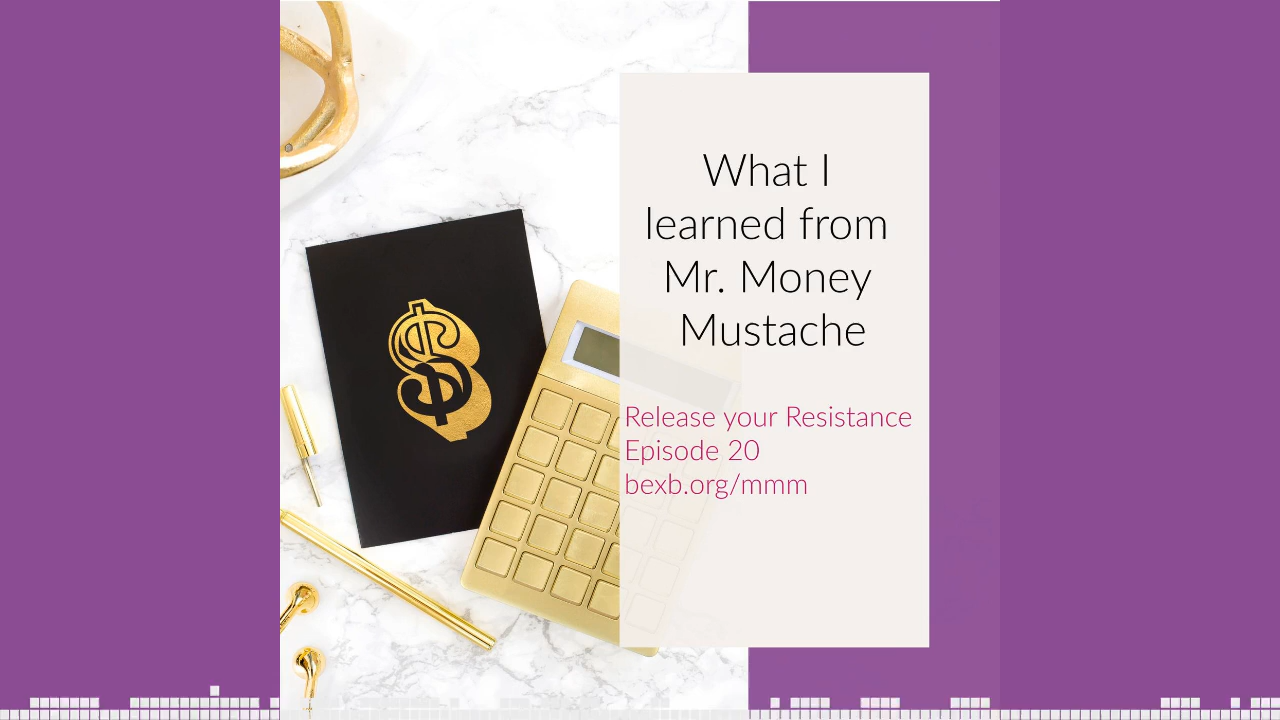 What I
learned from
Mr. Money
Mustache
Release your Resistance
Episode 20
bexb.org/mmm